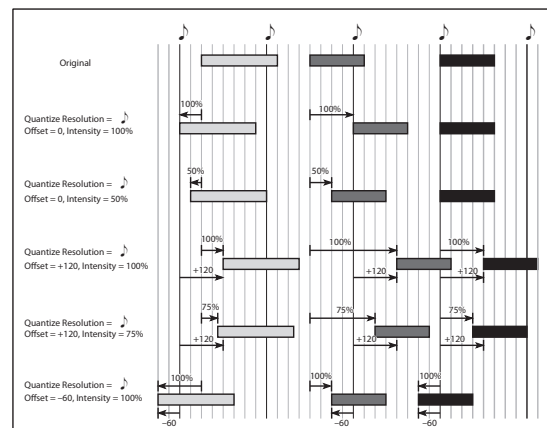 ♪ ♪ ♪ ♪ ♪
Original
100% 100%
Quantize Resolution = ♪
Offset = 0, Intensity = 100%
50% 50%
Quantize Resolution = ♪
Offset = 0, Intensity = 50%
100% 100% 100%
Quantize Resolution = ♪
Offset = +120, Intensity = 100%
+120 +120 +120
75% 75% 75%
Quantize Resolution = ♪
Offset = +120, Intensity = 75%
+120 +120 +120
Quantize Resolution = ♪
100% 100% 100%
Offset = –60, Intensity = 100%
–60 –60 –60